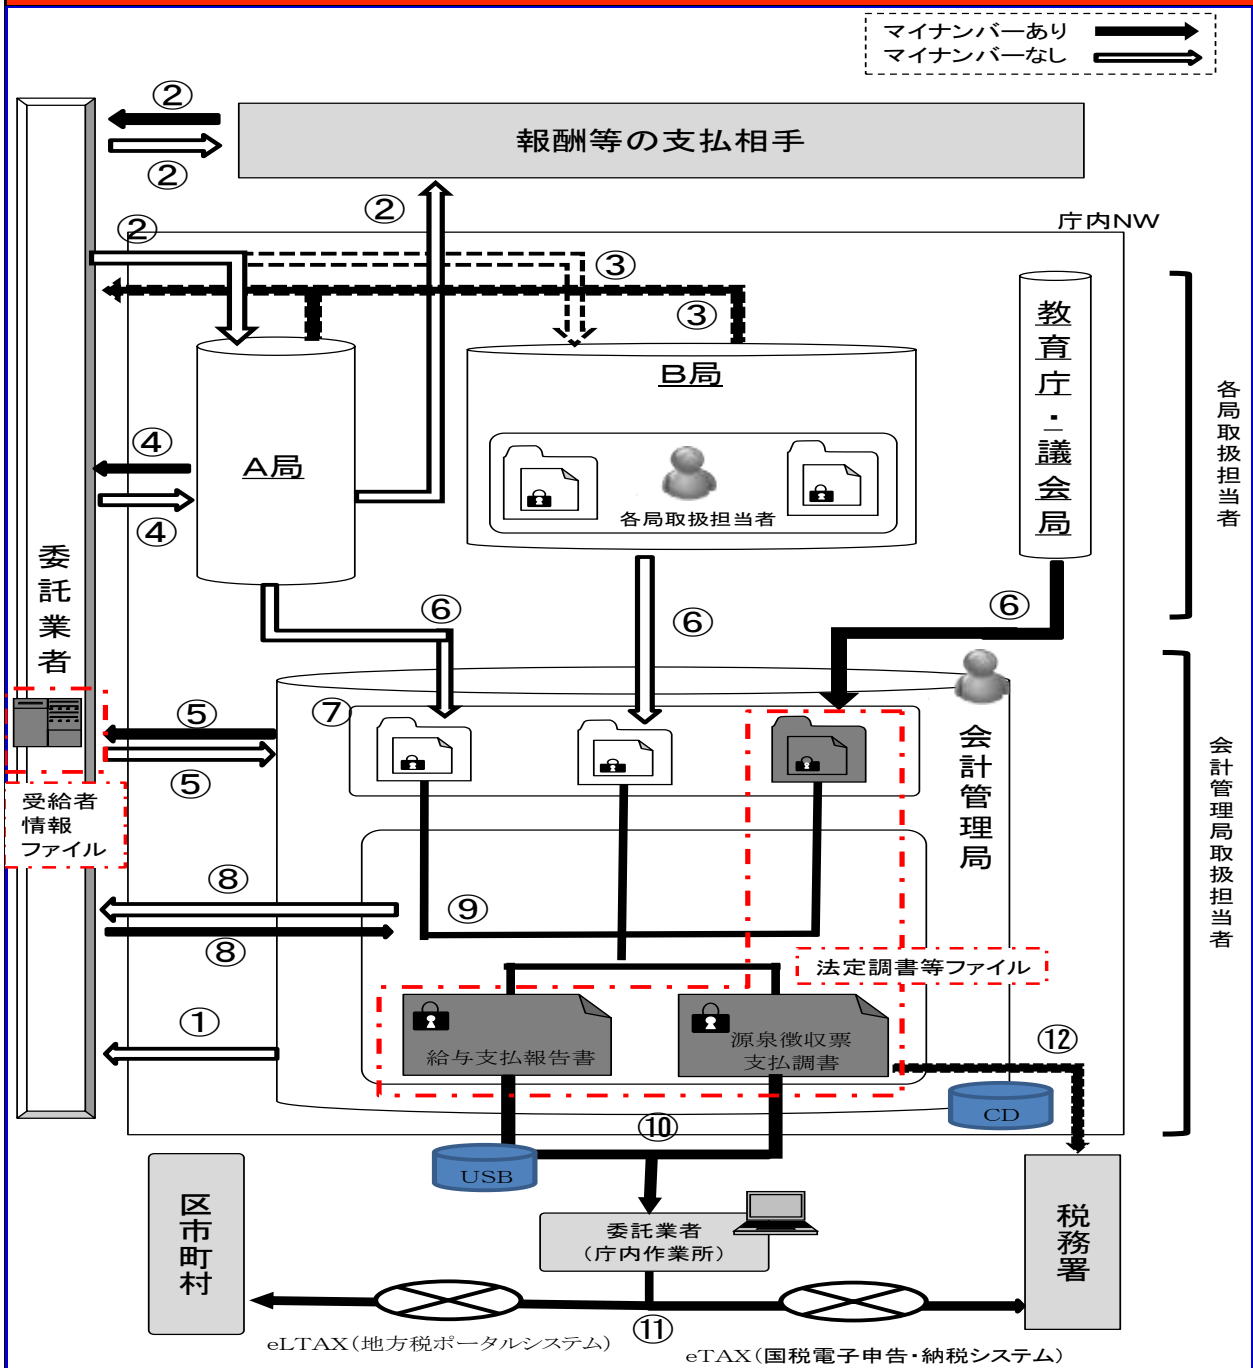 マイナンバーあり
マイナンバーなし
②
②
報酬等の支払相手
②
②
庁内NW
③
③
教育庁・議会局
各局取扱担当者
B局
A局
④
④
各局取扱担当者
委託業者
⑥
⑥
⑥
⑦
⑤
⑤
会計管理局
会計管理局取扱担当者
受給者
情報
ファイル
⑧
⑧
⑨
法定調書等ファイル
①
給与支払報告書
源泉徴収票
支払調書
⑫
CD
⑩
USB
区市町村
委託業者
（庁内作業所）
税務署
⑪
eLTAX（地方税ポータルシステム）
eTAX（国税電子申告・納税システム）